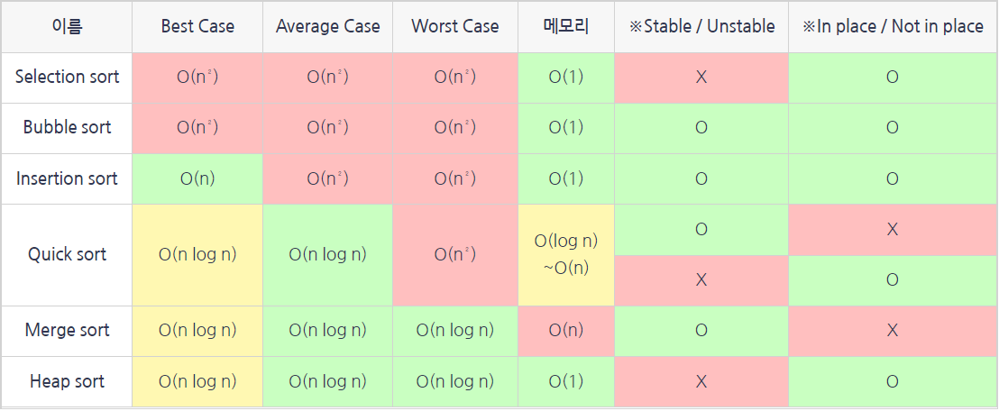 이름 Best Case Average Case Worst Case 메모리 ※Stable / Unstable ※In place / Not in place
Selection sort O(n²) O(n²) O(n²) O(1) X O
Bubble sort O(n²) O(n²) O(n²) O(1) O O
Insertion sort O(n) O(n²) O(n²) O(1) O O
Quick sort O(n log n) O(n log n) O(n²) O(log n)
~O(n)
O X
X O
Merge sort O(n log n) O(n log n) O(n log n) O(n) O X
Heap sort O(n log n) O(n log n) O(n log n) O(1) X O